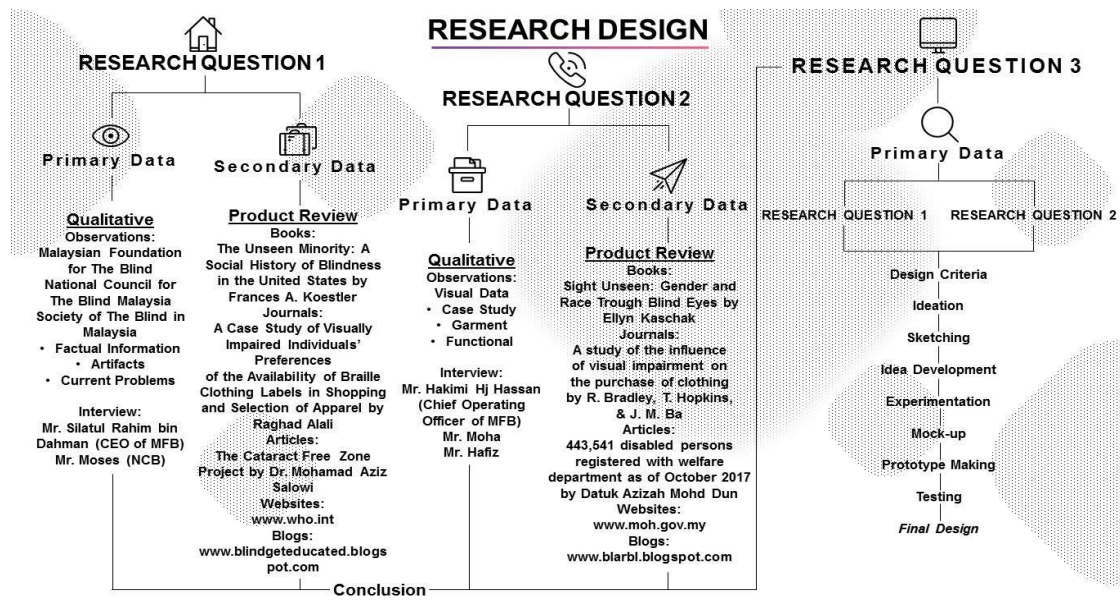 RESEARCH DESIGN
RESEARCH QUESTION 1
Primary Data
Qualitative
Observations:
Malaysian Foundation
for The Blind
National Council for
The Blind Malaysia
Society of The Blind in
Malaysia
• Factual Information
• Artifacts
• Current Problems
Interview:
Mr. Silatul Rahim bin
Dahman (CEO of MFB)
Mr. Moses (NCB)
Secondary Data
Product Review
Books:
The Unseen Minority: A
Social History of Blindness
in the United States by
Frances A. Koestler
Journals:
A Case Study of Visually
Impaired Individuals’
Preferences
of the Availability of Braille
Clothing Labels in Shopping
and Selection of Apparel by
Raghad Alali
Articles:
The Cataract Free Zone
Project by Dr. Mohamad Aziz
Salowi
Websites:
www.who.int
Blogs:
www.blindgeteducated.blogs
pot.com
RESEARCH QUESTION 2
Primary Data
Qualitative
Observations:
Visual Data
• Case Study
• Garment
• Functional
Interview:
Mr. Hakimi Hj Hassan
(Chief Operating
Officer of MFB)
Mr. Moha
Mr. Hafiz
Secondary Data
Product Review
Books:
Sight Unseen: Gender and
Race Trough Blind Eyes by
Ellyn Kaschak
Journals:
A study of the influence
of visual impairment on
the purchase of clothing
by R. Bradley, T. Hopkins,
& J. M. Ba
Articles:
443,541 disabled persons
registered with welfare
department as of October 2017
by Datuk Azizah Mohd Dun
Websites:
www.moh.gov.my
Blogs:
www.blarbl.blogspot.com
Conclusion
RESEARCH QUESTION 3
Primary Data
RESEARCH QUESTION 1
RESEARCH QUESTION 2
Design Criteria
Ideation
Sketching
Idea Development
Experimentation
Mock-up
Prototype Making
Testing
Final Design